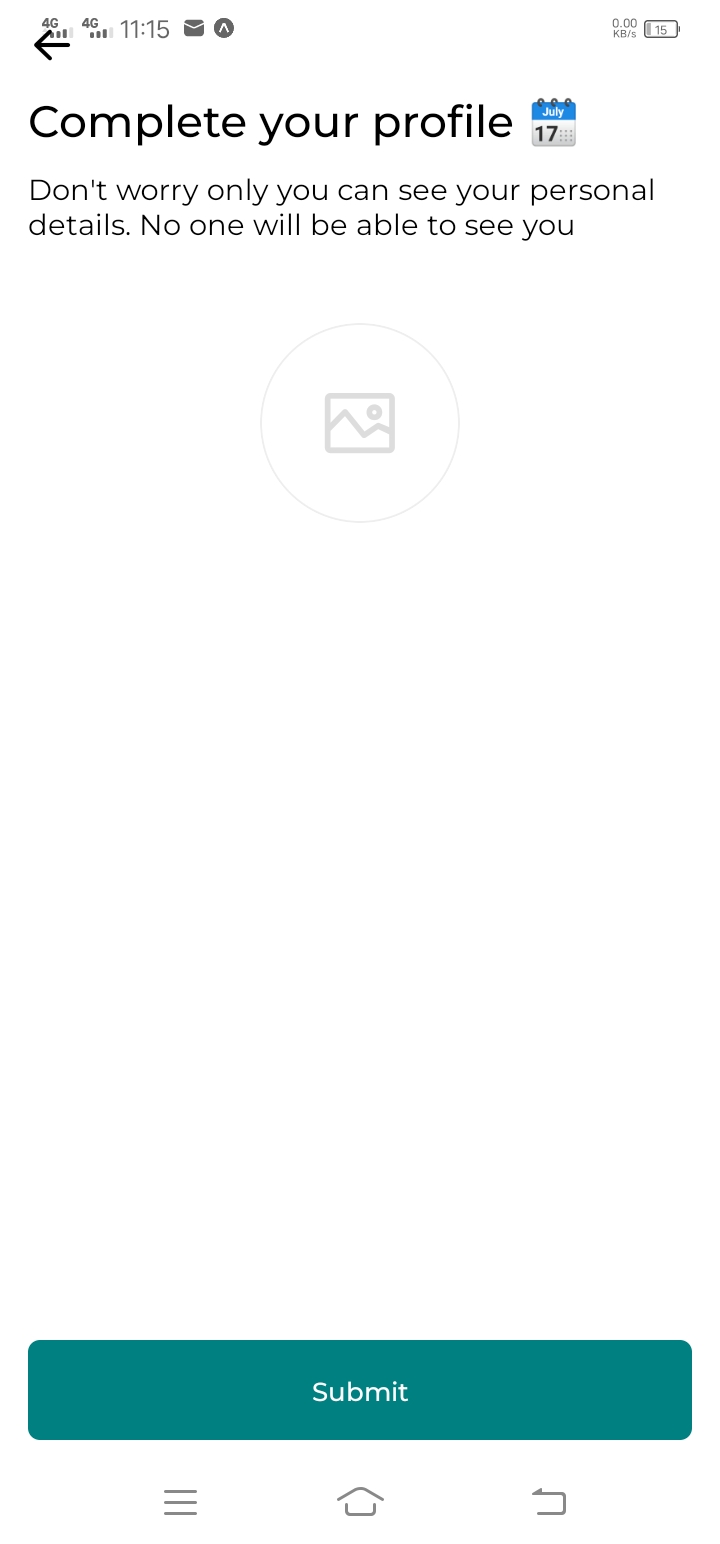 4G 4G 11:15 0.00 KB/s 15
Complete your profile
July
17
Don't worry only you can see your personal
details. No one will be able to see you
Submit